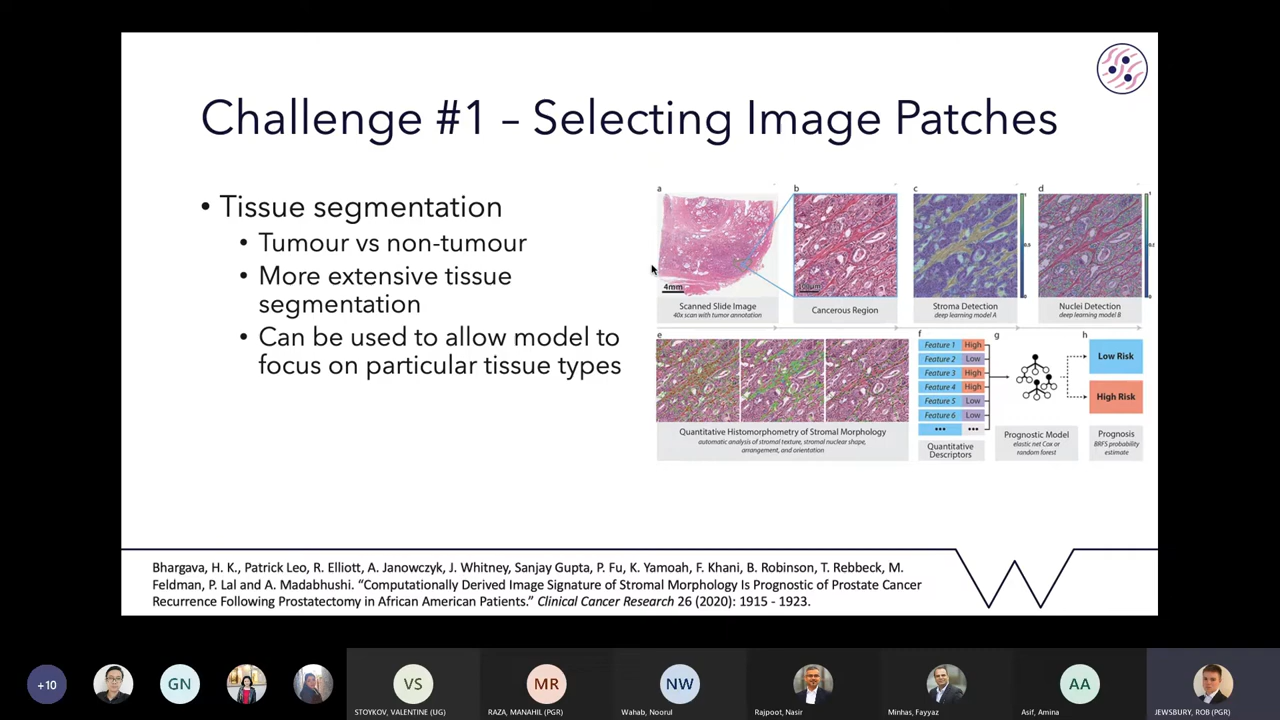 Challenge #1 – Selecting Image Patches
• Tissue segmentation
• Tumour vs non-tumour
• More extensive tissue
segmentation
• Can be used to allow model to
focus on particular tissue types
a
b
c
d
4mm
Scanned Slide Image
40x scan with tumor annotation
Cancerous Region
Stroma Detection
deep learning model A
Nuclei Detection
deep learning model B
e
f
g
h
Feature 1 High
Feature 2 Low
Feature 3 High
Feature 4 High
Feature 5 Low
Feature 6 Low
••• •••
Low Risk
High Risk
Quantitative Histomorphometry of Stromal Morphology
automatic analysis of stromal texture, stromal nuclear shape,
arrangement, and orientation
Quantitative
Descriptors
Prognostic Model
elastic net Cox or
random forest
Prognosis
BRFS probability
estimate
Bhargava, H. K., Patrick Leo, R. Elliott, A. Janowczyk, J. Whitney, Sanjay Gupta, P. Fu, K. Yamoah, F. Khani, B. Robinson, T. Rebbeck, M.
Feldman, P. Lal and A. Madabhushi. “Computationally Derived Image Signature of Stromal Morphology Is Prognostic of Prostate Cancer
Recurrence Following Prostatectomy in African American Patients.” Clinical Cancer Research 26 (2020): 1915 - 1923.
+10
GN
VS
MR
NW
AA
STOYKOV, VALENTINE (UG)
RAZA, MANAHIL (PGR)
Wahab, Noorul
Rajpoot, Nasir
Minhas, Fayyaz
Asif, Amina
JEWSBURY, ROB (PGR)